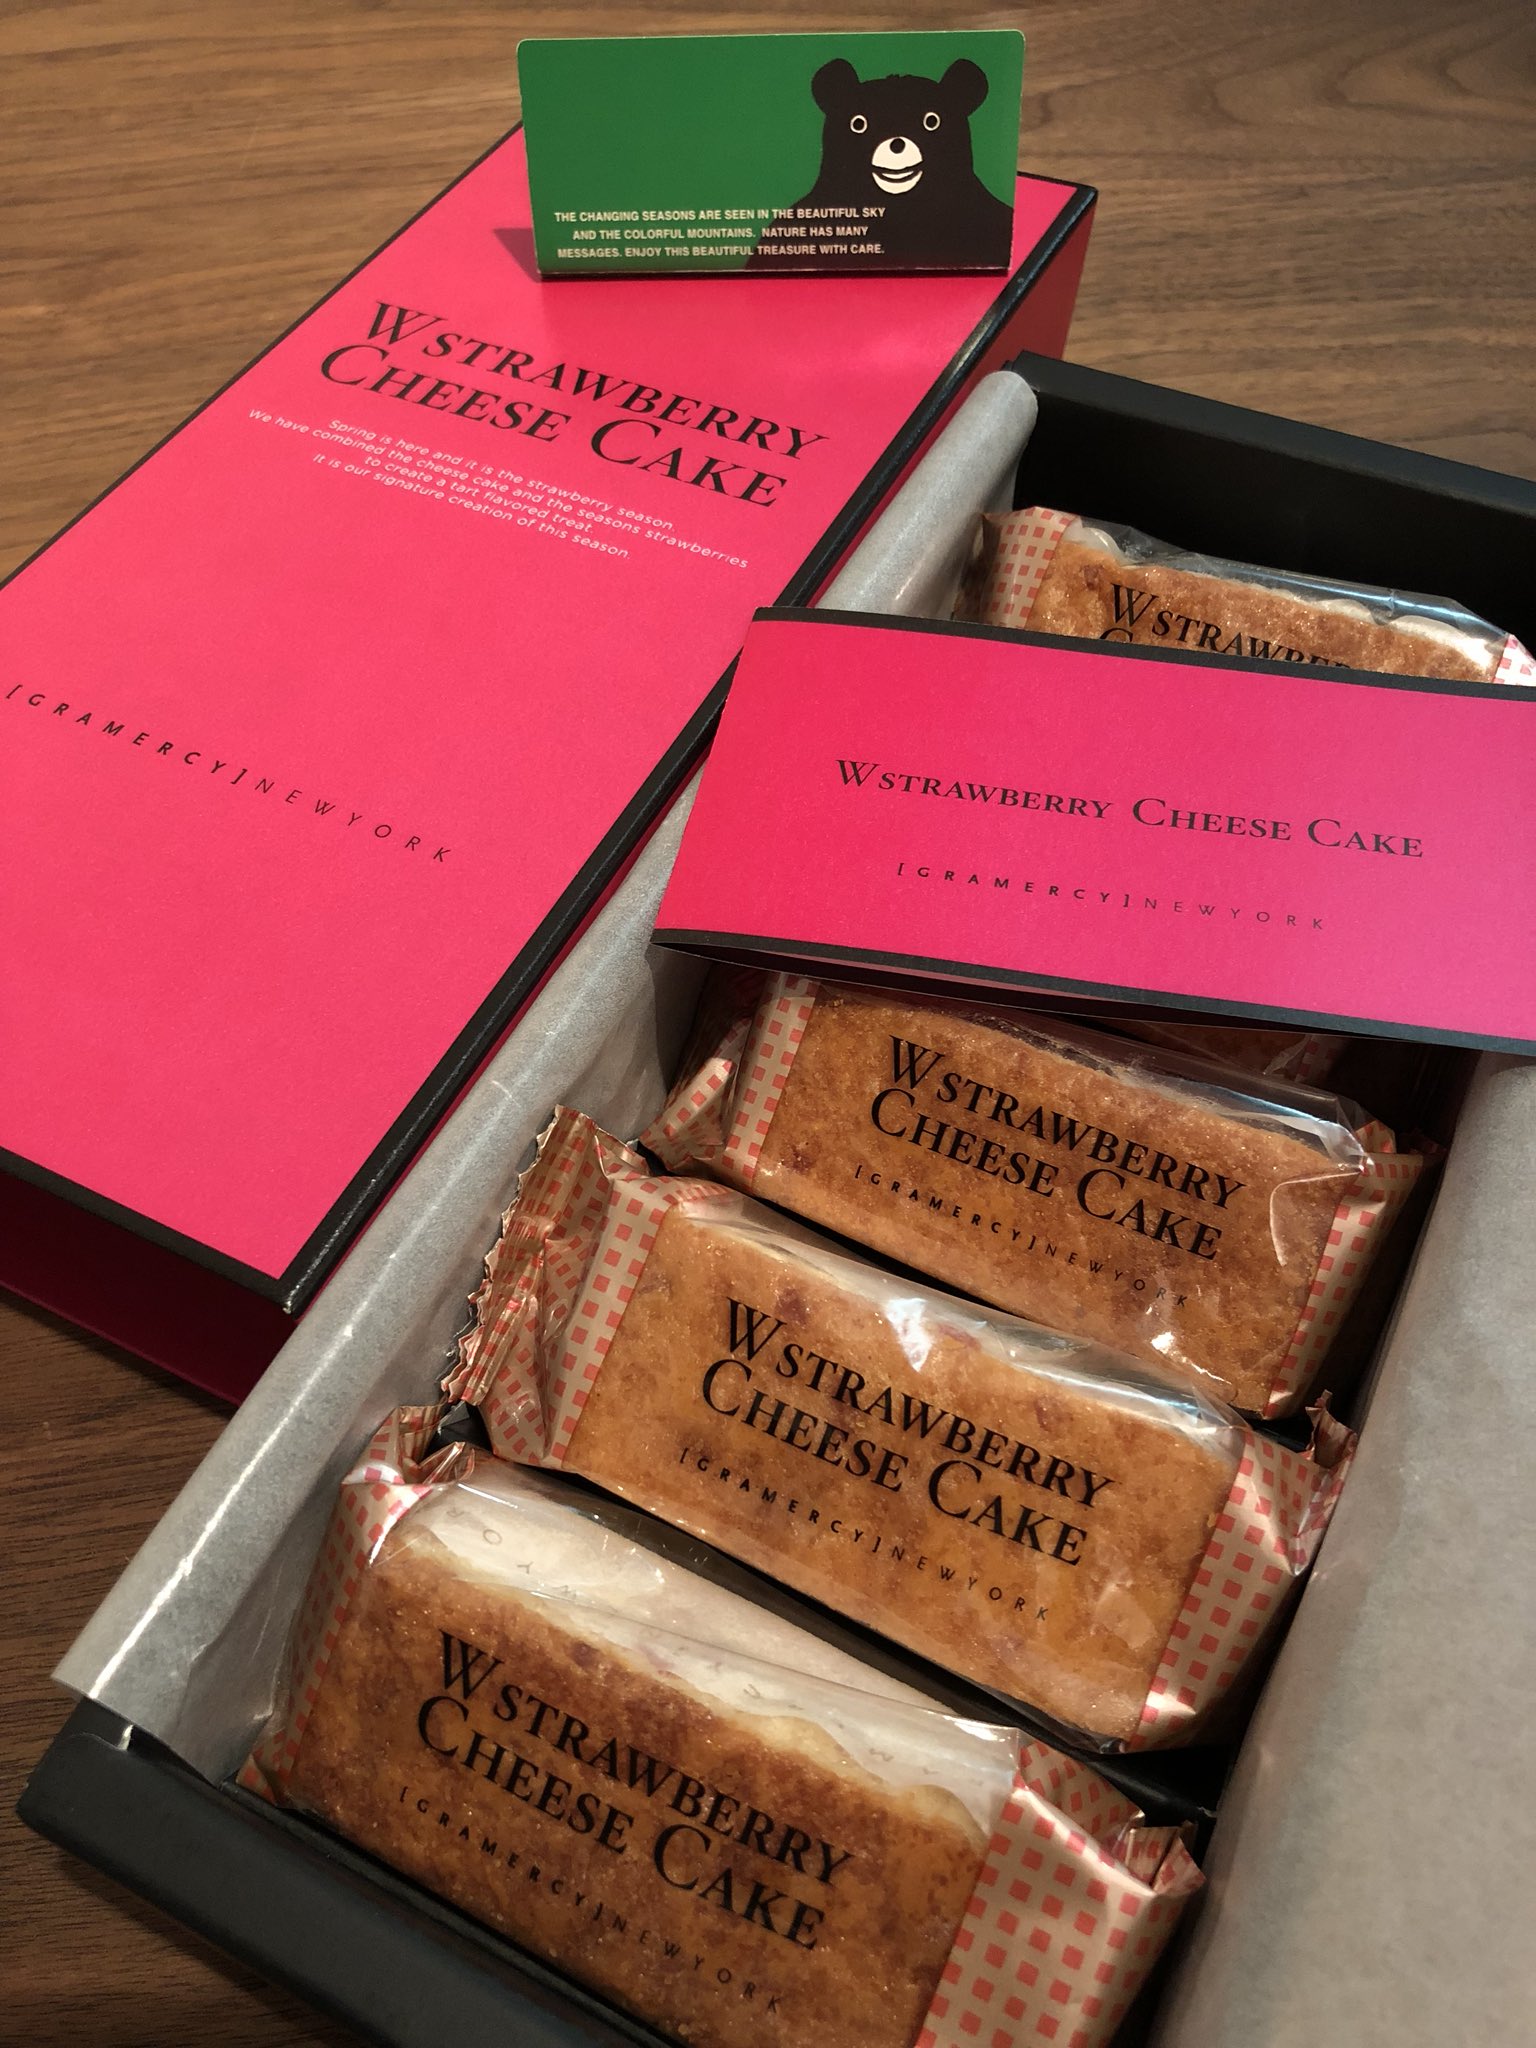 THE CHANGING SEASONS ARE SEEN IN THE BEAUTIFUL SKY
AND THE COLORFUL MOUNTAINS. NATURE HAS MANY
MESSAGES. ENJOY THIS BEAUTIFUL TREASURE WITH CARE.
W STRAWBERRY
CHEESE CAKE
Spring is here and it is the strawberry season.
We have combined the cheese cake and the seasons strawberries
to create a tart flavored treat.
It is our signature creation of this season.
[GRAMERCY]NEWYORK
W STRAWBERRY
W STRAWBERRY CHEESE CAKE
[GRAMERCY]NEWYORK
W STRAWBERRY
CHEESE CAKE
[GRAMERCY]NEWYORK
W STRAWBERRY
CHEESE CAKE
[GRAMERCY]NEWYORK
W STRAWBERRY
CHEESE CAKE
[GRAMERCY]NEWYORK